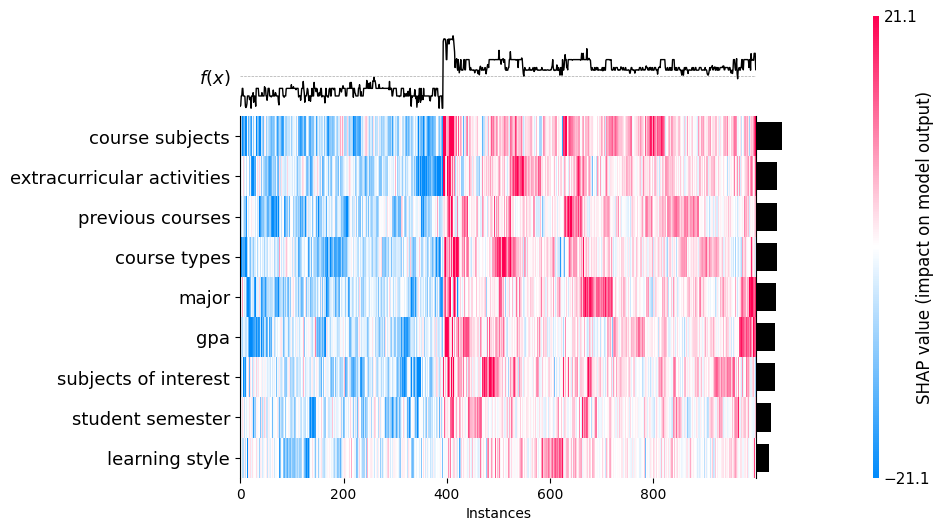 21.1
f(x)
course subjects
extracurricular activities
previous courses
course types
major
gpa
subjects of interest
student semester
learning style
−21.1
0 200 400 600 800
Instances
SHAP value (impact on model output)